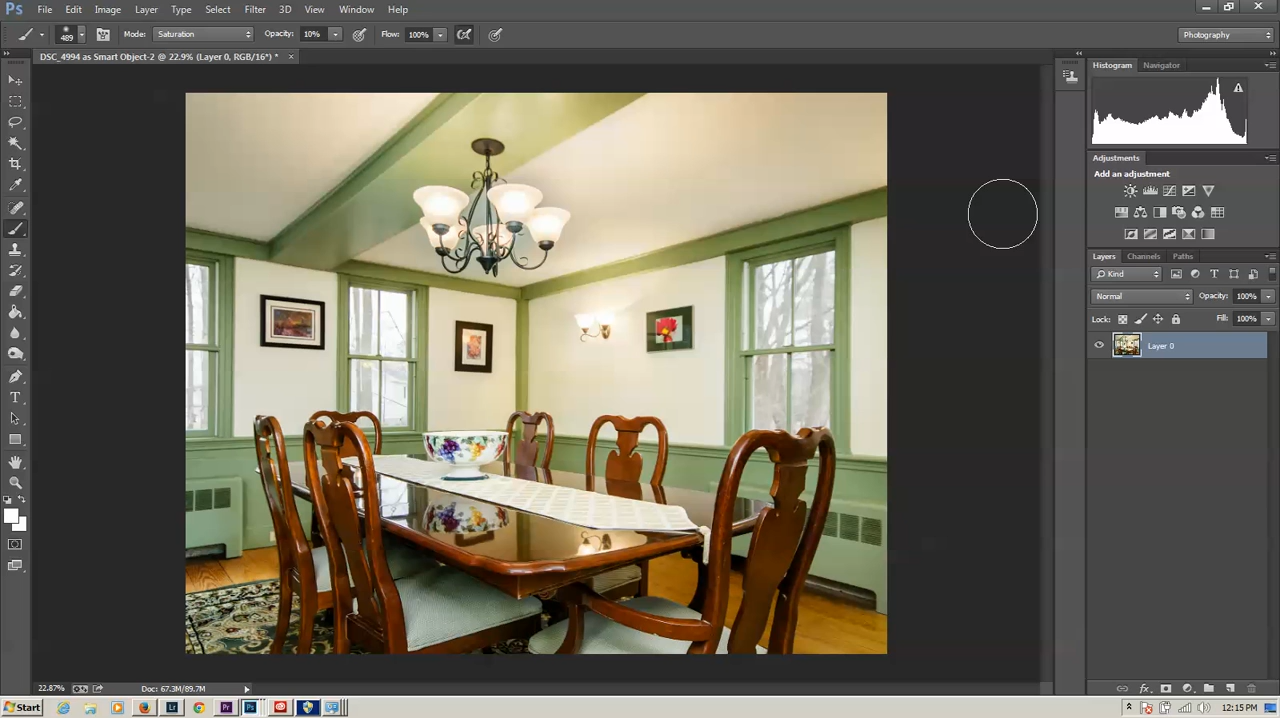 Ps File Edit Image Layer Type Select Filter 3D View Window Help
489 Mode: Saturation Opacity: 10% Flow: 100% Photography
DSC_4994 as Smart Object-2 @ 22.9% (Layer 0, RGB/16*) * ×
Histogram Navigator
Adjustments
Add an adjustment
Layers Channels Paths
Kind
Normal Opacity: 100%
Lock: Fill: 100%
Layer 0
22.87% Doc: 67.3M/89.7M
Start Lr Pr Ps 12:15 PM